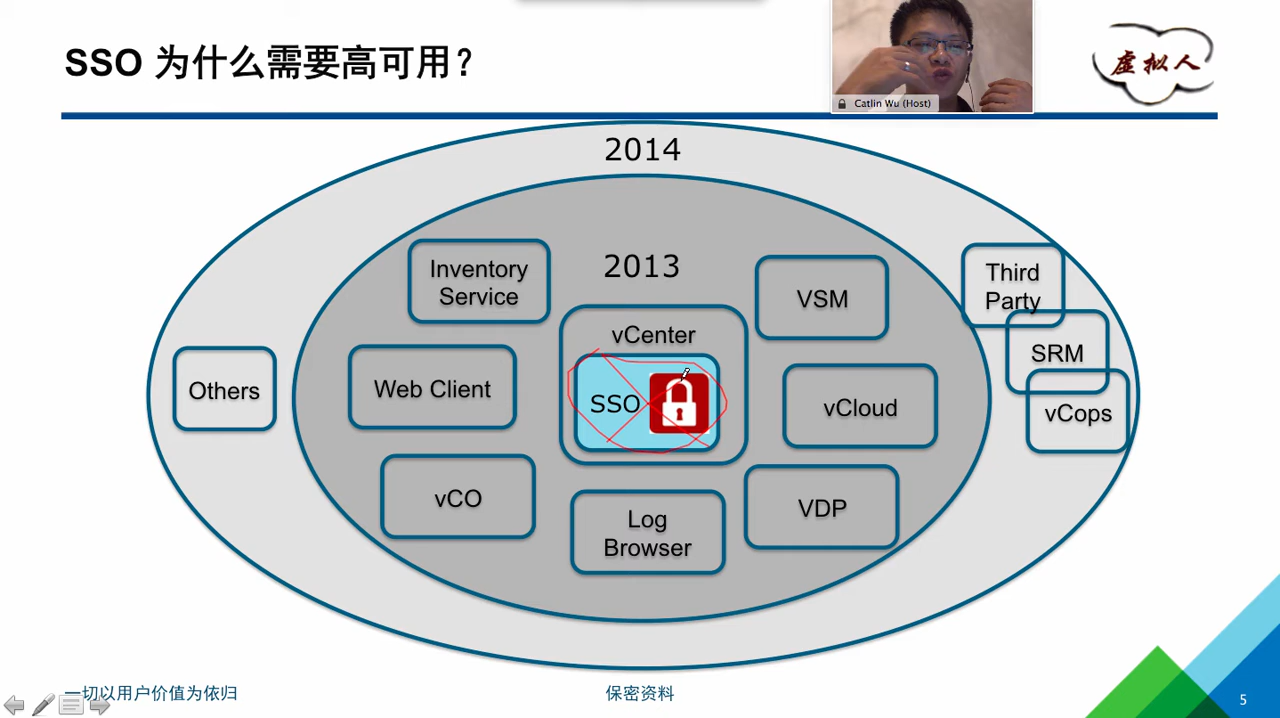 SSO 为什么需要高可用？
Catlin Wu (Host)
虚拟人
2014
2013
Inventory
Service
VSM
Third
Party
vCenter
SRM
Others
Web Client
SSO
vCloud
vCops
vCO
Log
Browser
VDP
一切以用户价值为依归
保密资料
5